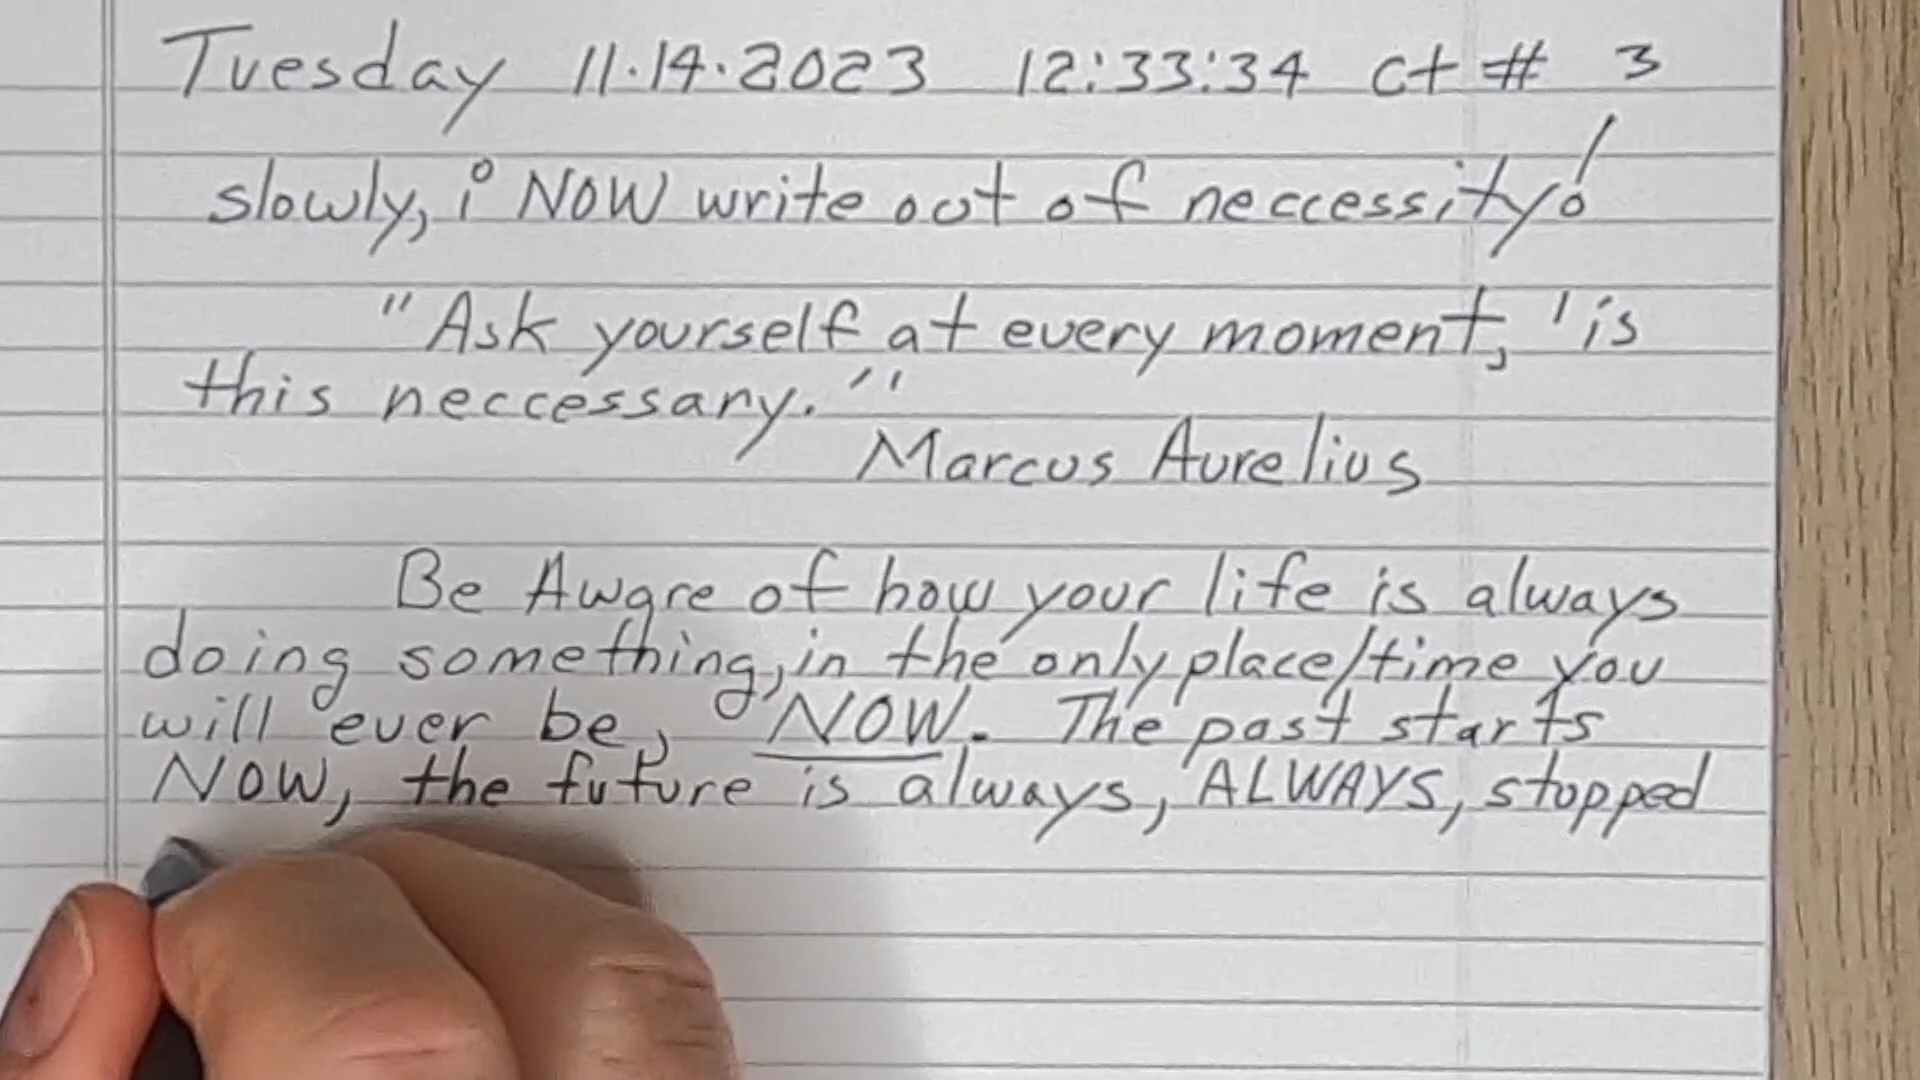 Tuesday 11.14.2023 12:33:34 ct # 3
slowly, i NOW write out of neccessity!
"Ask yourself at every moment, 'is
this neccessary.'"
Marcus Aurelius
Be Aware of how your life is always
doing something, in the only place/time you
will ever be, NOW. The past starts
NOW, the future is always, ALWAYS, stopped